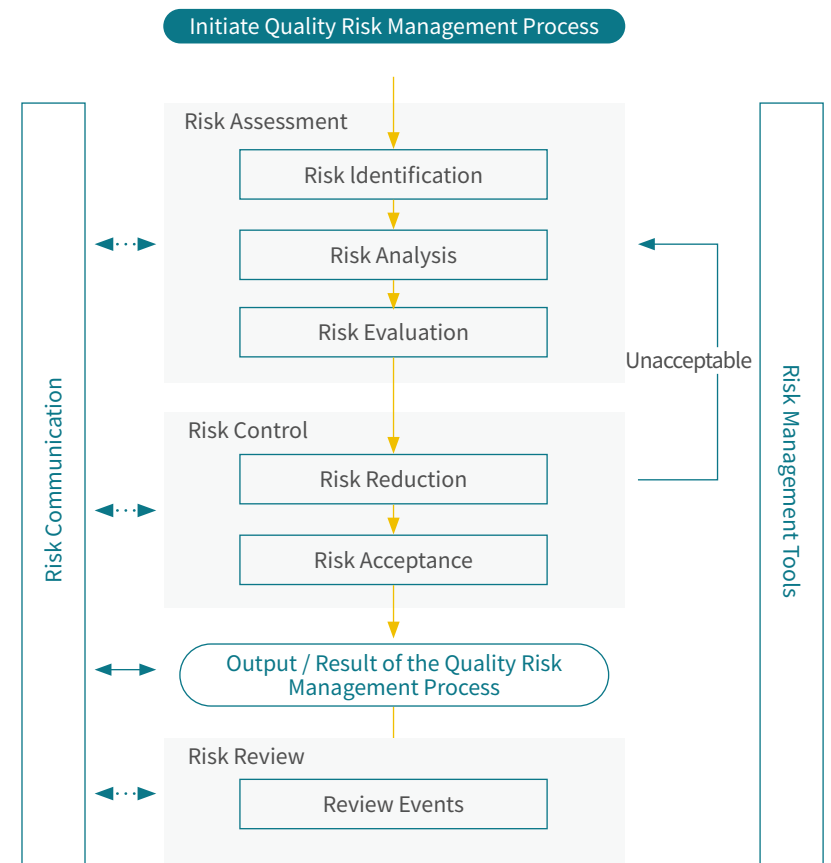 Initiate Quality Risk Management Process
Risk Assessment
Risk Identification
Risk Analysis
Risk Evaluation
Unacceptable
Risk Communication
Risk Management Tools
Risk Control
Risk Reduction
Risk Acceptance
Output / Result of the Quality Risk
Management Process
Risk Review
Review Events